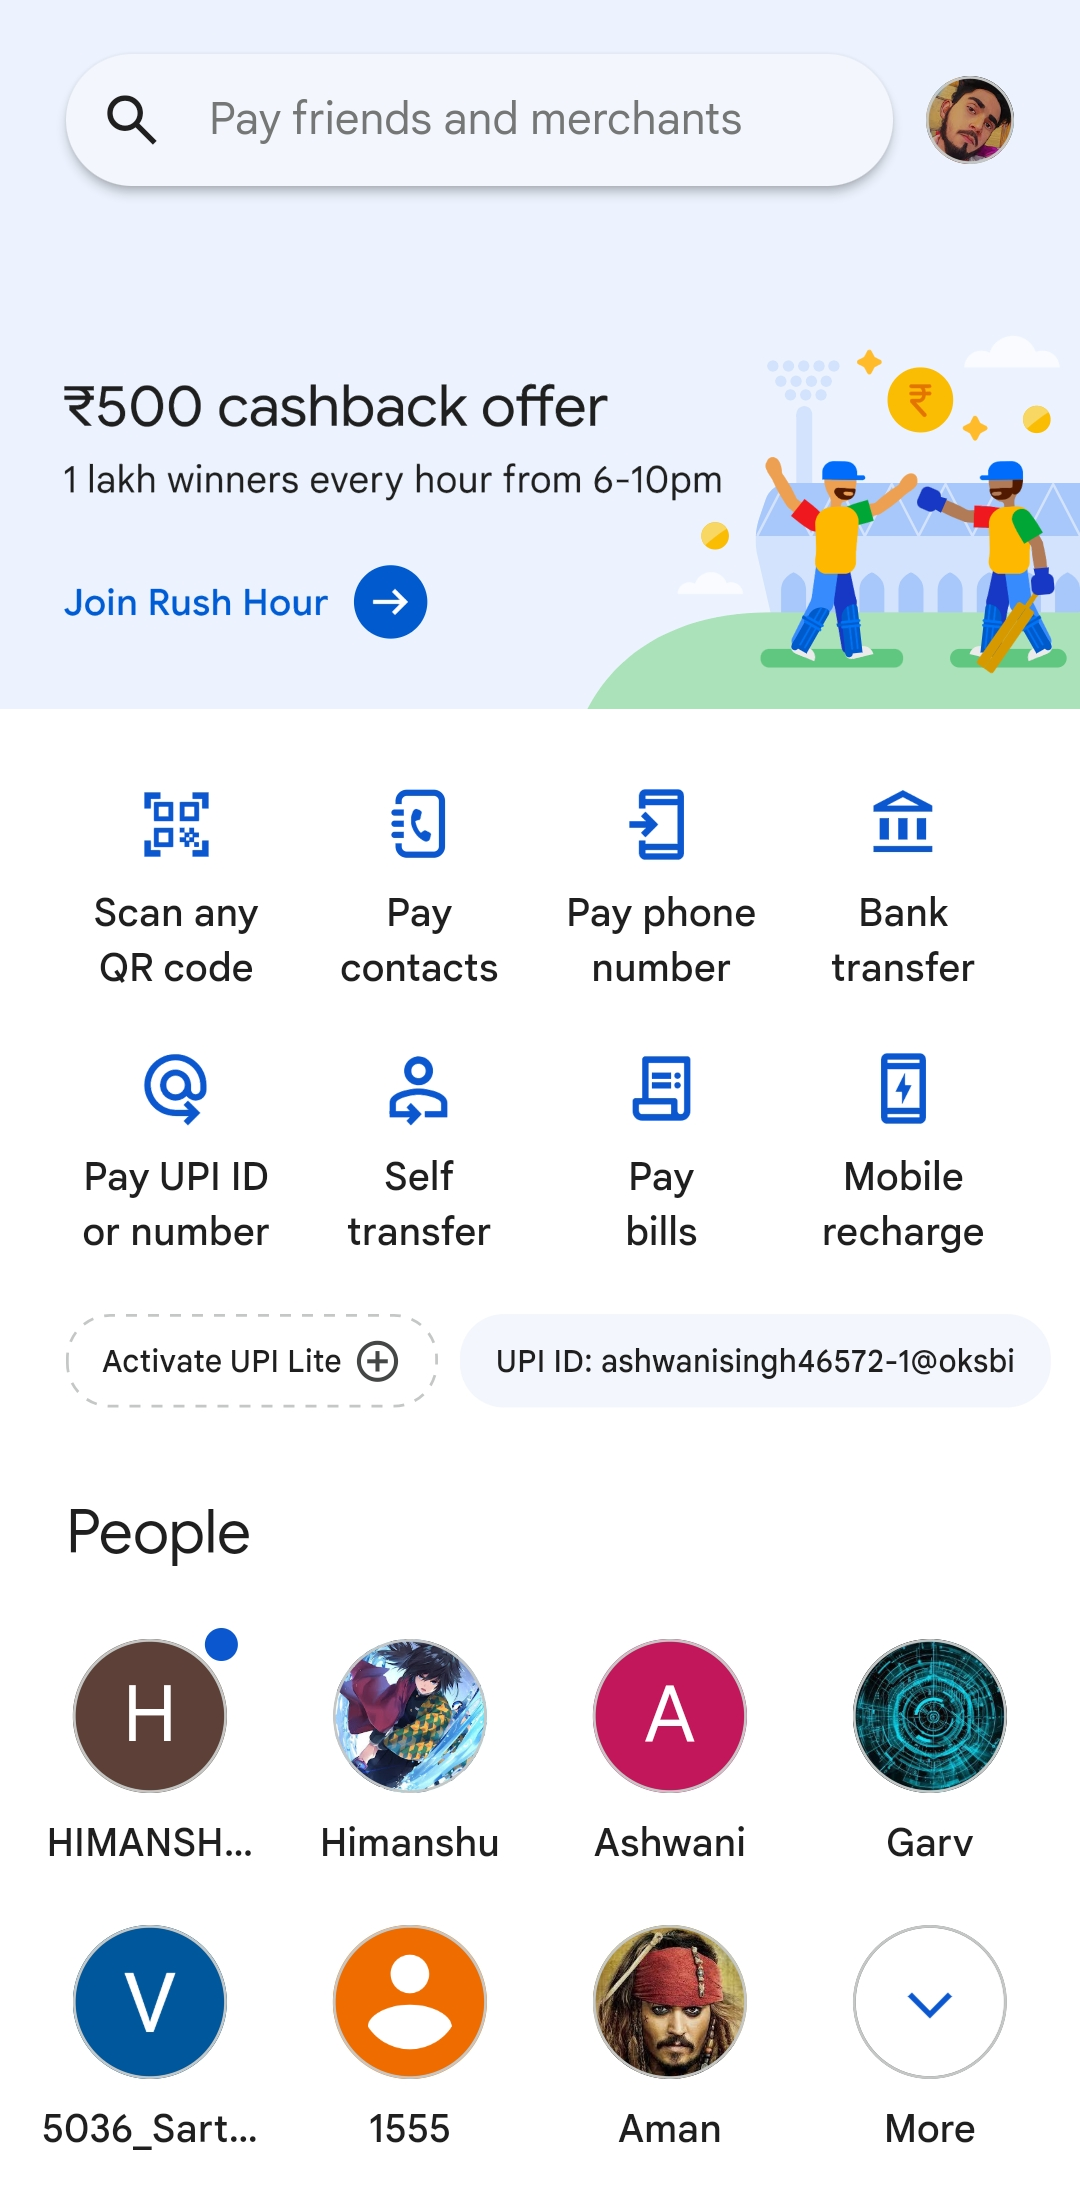 Pay friends and merchants
₹500 cashback offer
1 lakh winners every hour from 6-10pm
Join Rush Hour
₹
Scan any
QR code
Pay
contacts
Pay phone
number
Bank
transfer
Pay UPI ID
or number
Self
transfer
Pay
bills
Mobile
recharge
Activate UPI Lite
UPI ID: ashwanisingh46572-1@oksbi
People
H
A
HIMANSH...
Himanshu
Ashwani
Garv
V
5036_Sart...
1555
Aman
More